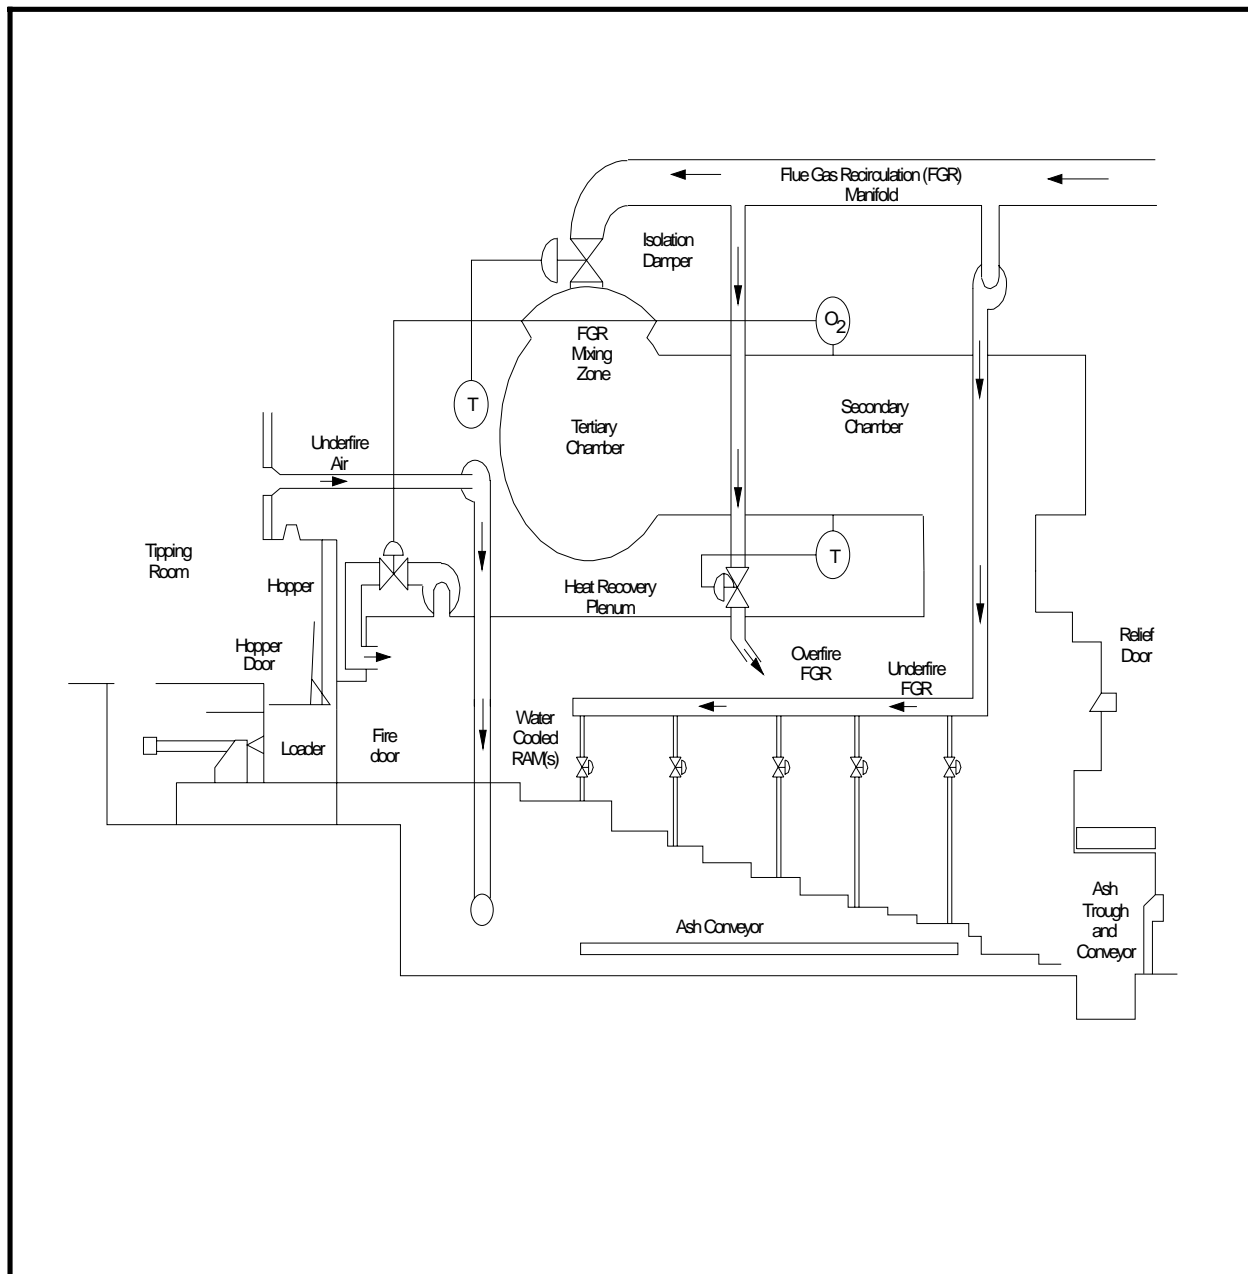 Flue Gas Recirculation (FGR)
Manifold
Isolation
Damper
O2
FGR
Mixing
Zone
T
Secondary
Chamber
Tertiary
Chamber
Underfire
Air
T
Tipping
Room
Hopper
Heat Recovery
Plenum
Hopper
Door
Overfire
FGR
Underfire
FGR
Relief
Door
Water
Cooled
RAM(s)
Fire
door
Loader
Ash
Trough
and
Conveyor
Ash Conveyor